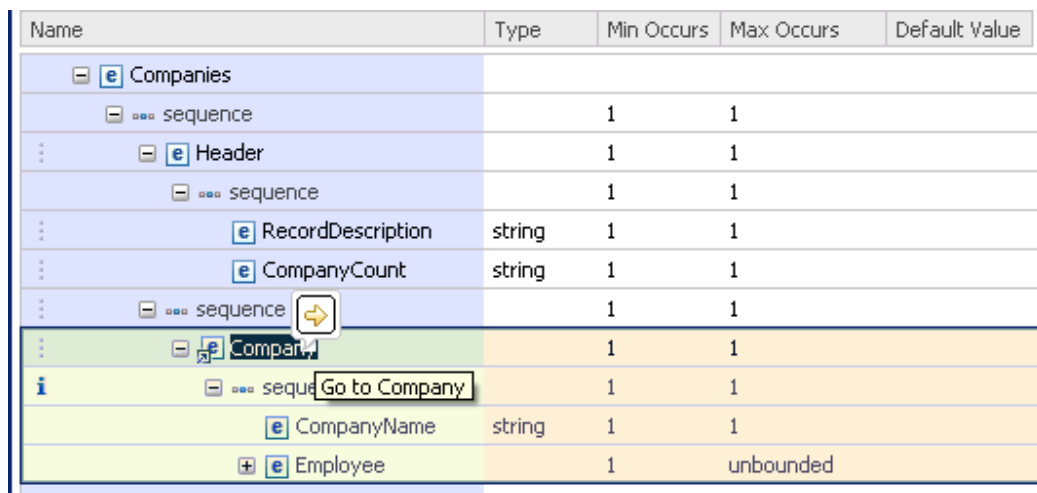 Name Type Min Occurs Max Occurs Default Value
e Companies
sequence 1 1
e Header 1 1
sequence 1 1
e RecordDescription string 1 1
e CompanyCount string 1 1
sequence 1 1
e Company 1 1
i seque 1 1
Go to Company
e CompanyName string 1 1
e Employee 1 unbounded